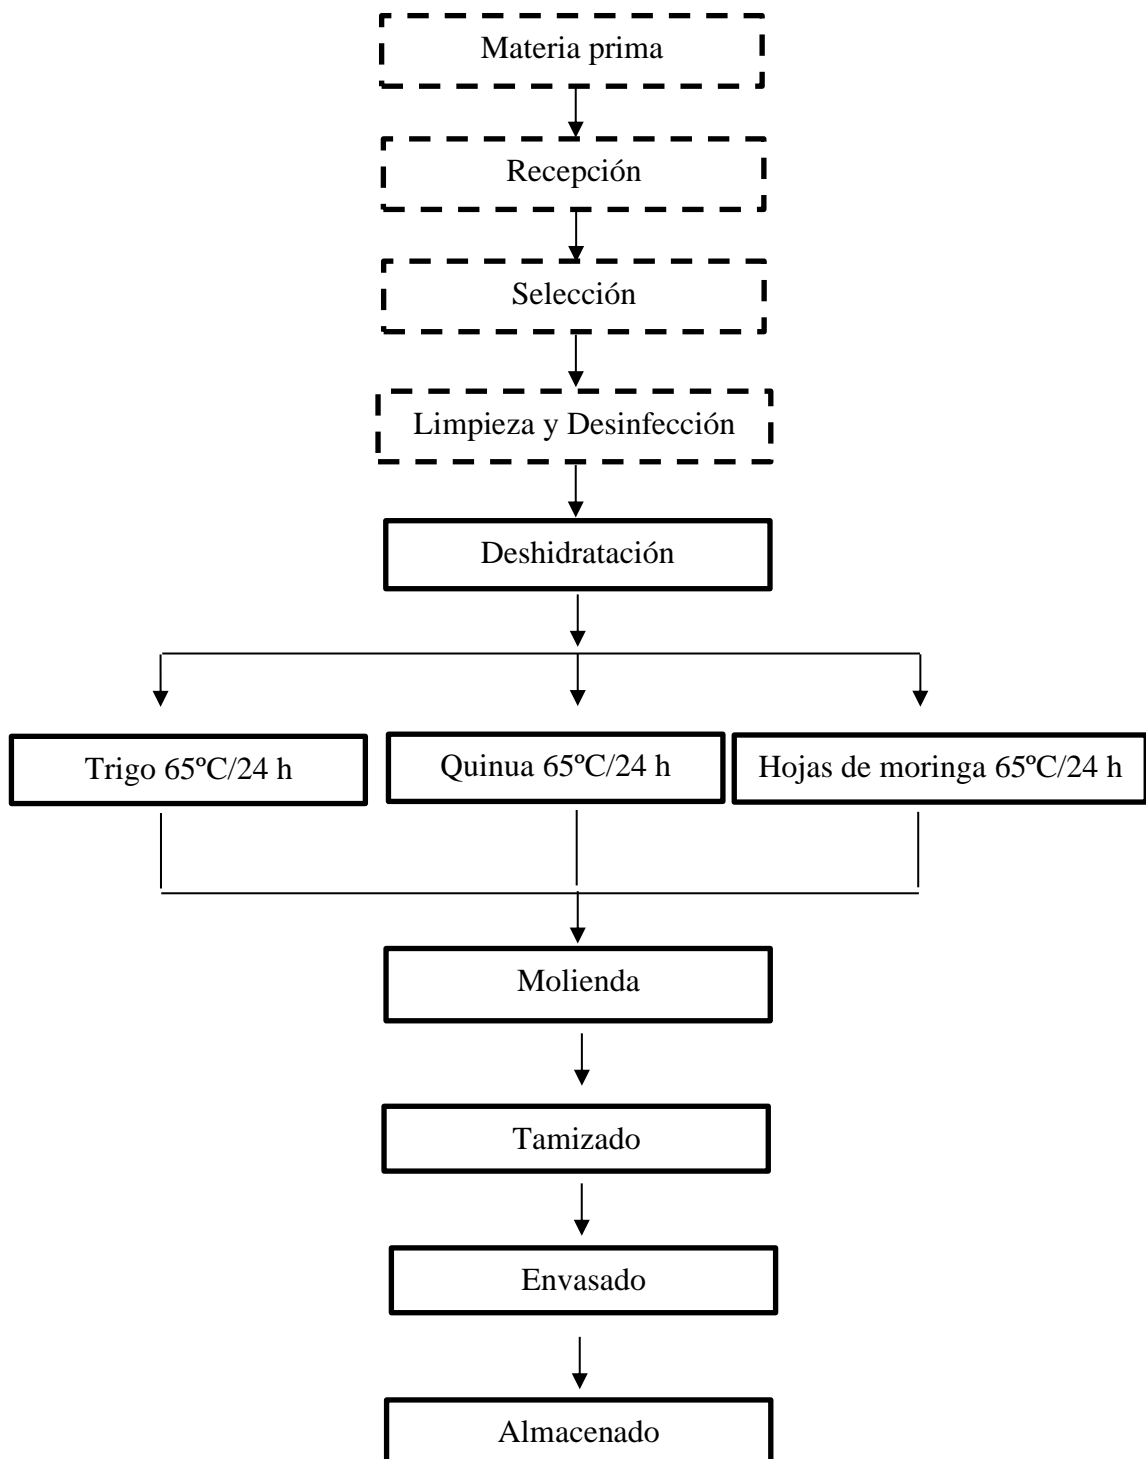 Materia prima
Recepción
Selección
Limpieza y Desinfección
Deshidratación
Trigo 65ºC/24 h
Quinua 65ºC/24 h
Hojas de moringa 65ºC/24 h
Molienda
Tamizado
Envasado
Almacenado